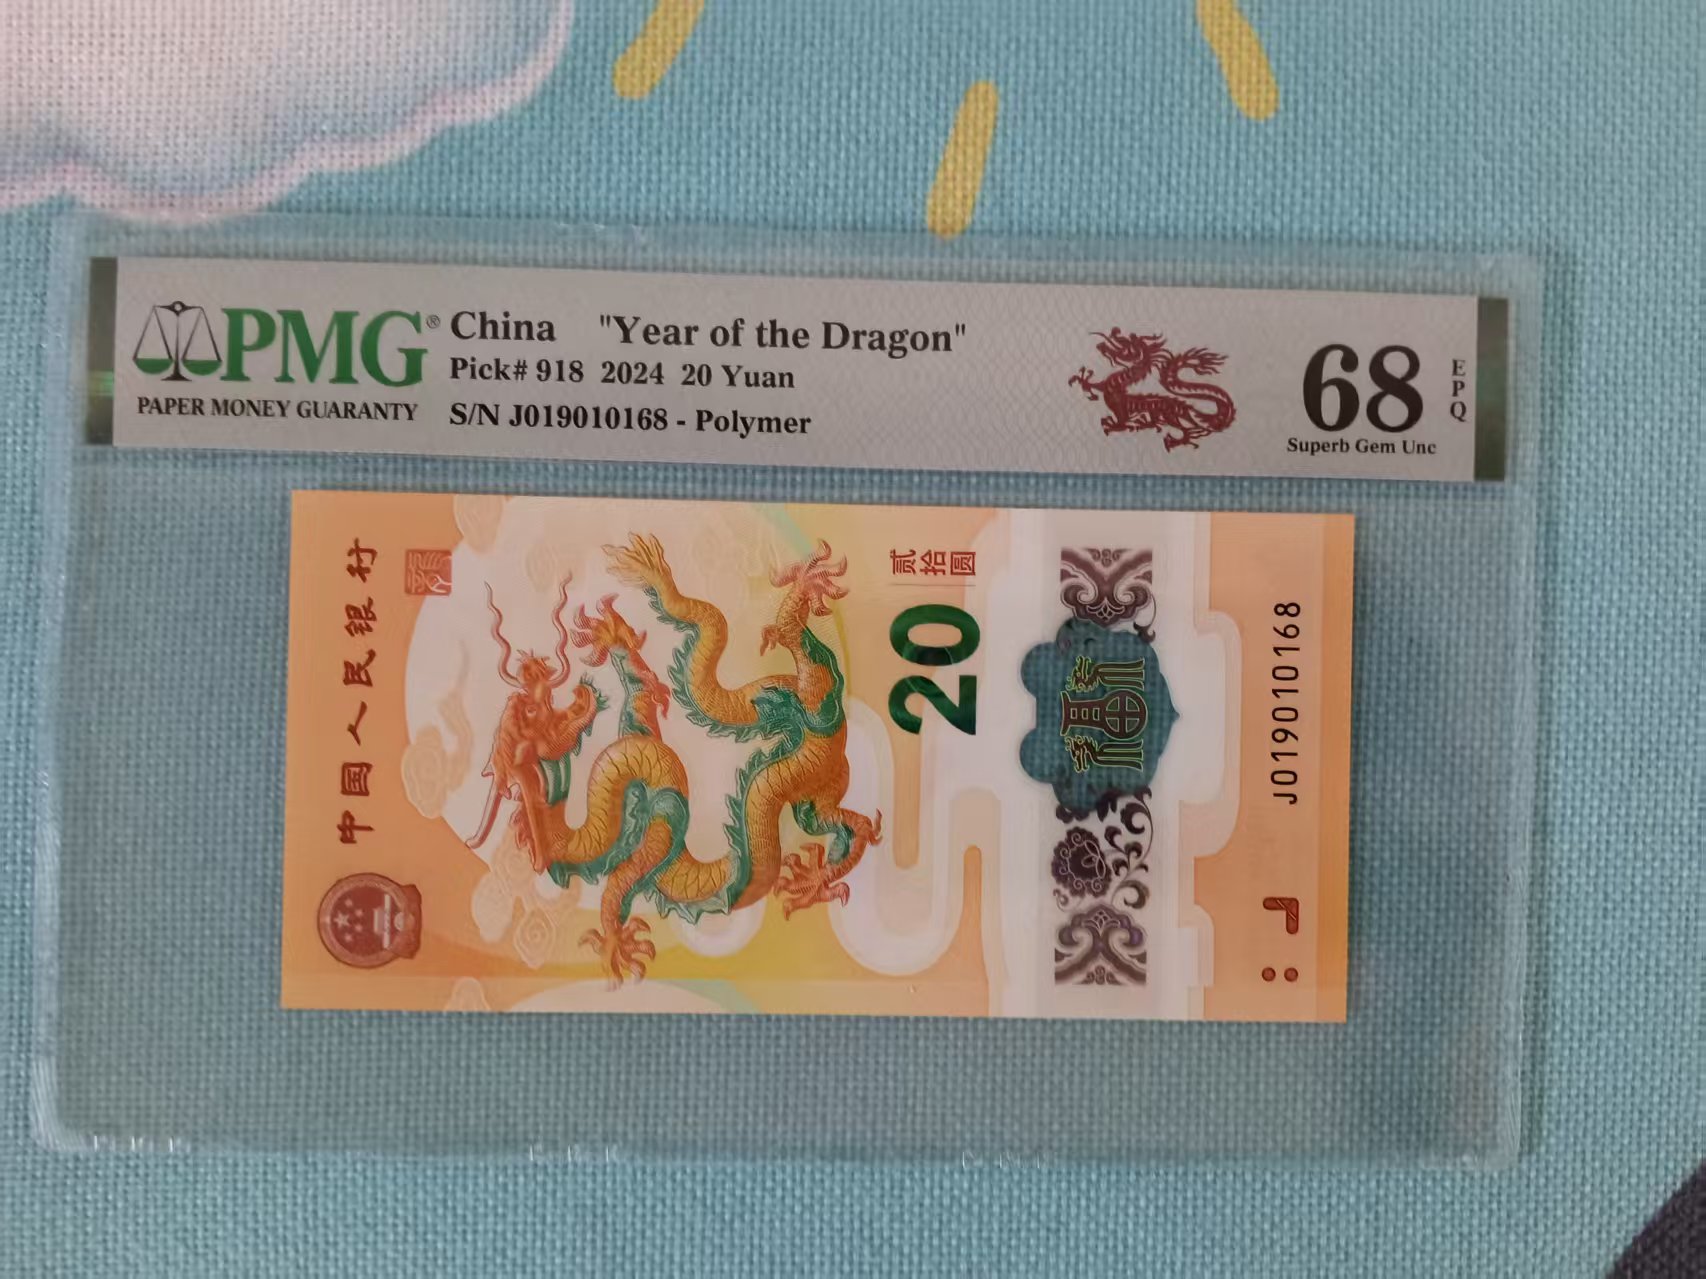 PMG®
PAPER MONEY GUARANTY
China "Year of the Dragon"
Pick# 918 2024 20 Yuan
S/N J019010168 - Polymer
68
EPQ
Superb Gem Unc
中国人民银行
贰拾圆
20
J019010168